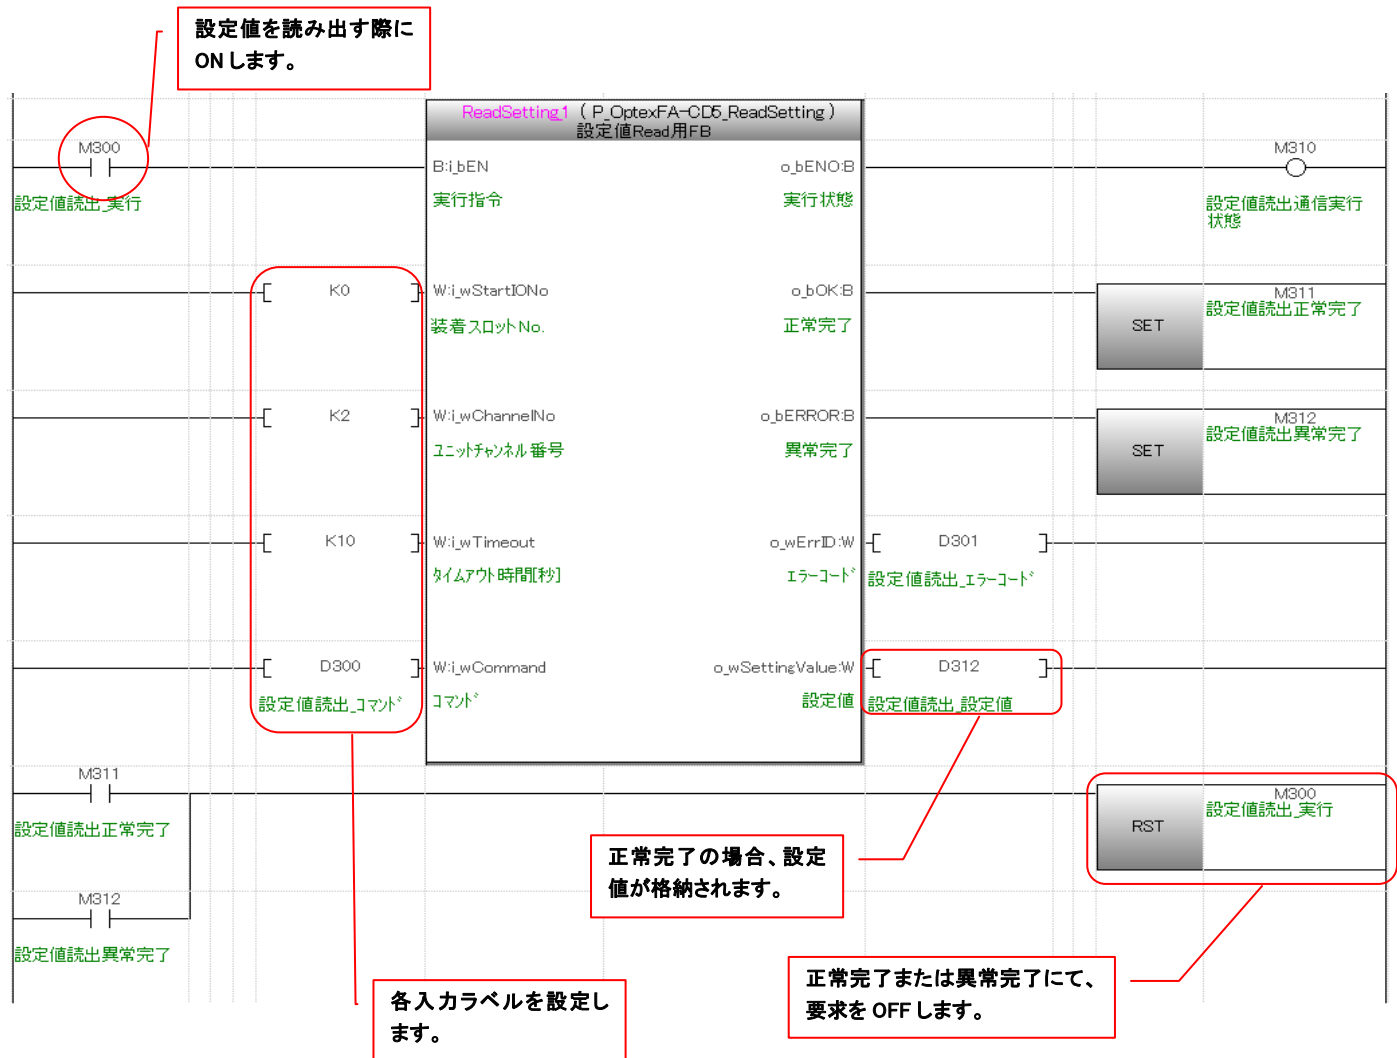 設定値を読み出す際に
ONします。
ReadSetting_1 ( P_OptexFA-CD5_ReadSetting )
設定値Read用FB
M300
設定値読出_実行
B:i_bEN
実行指令
o_bENO:B
実行状態
M310
設定値読出通信実行
状態
K0
W:i_wStartIONo
装着スロットNo.
o_bOK:B
正常完了
SET
M311
設定値読出正常完了
K2
W:i_wChannelNo
ユニットチャンネル番号
o_bERROR:B
異常完了
SET
M312
設定値読出異常完了
K10
W:i_wTimeout
タイムアウト時間[秒]
o_wErrID:W
エラーコード
D301
設定値読出_エラーコード
D300
設定値読出_コマンド
W:i_wCommand
コマンド
o_wSettingValue:W
設定値
D312
設定値読出_設定値
M311
設定値読出正常完了
RST
M300
設定値読出_実行
M312
設定値読出異常完了
正常完了の場合、設定
値が格納されます。
各入力ラベルを設定し
ます。
正常完了または異常完了にて、
要求を OFF します。